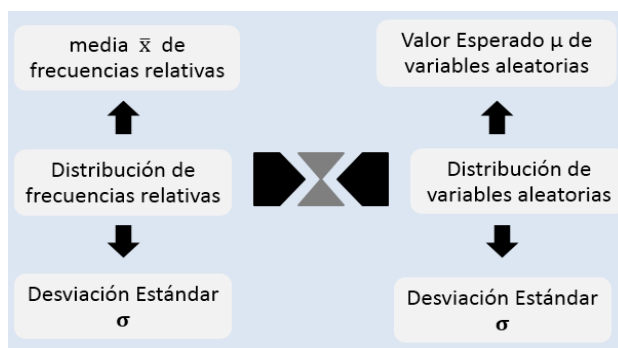 media x̅ de
frecuencias relativas
Valor Esperado μ de
variables aleatorias
Distribución de
frecuencias relativas
Distribución de
variables aleatorias
Desviación Estándar
σ
Desviación Estándar
σ